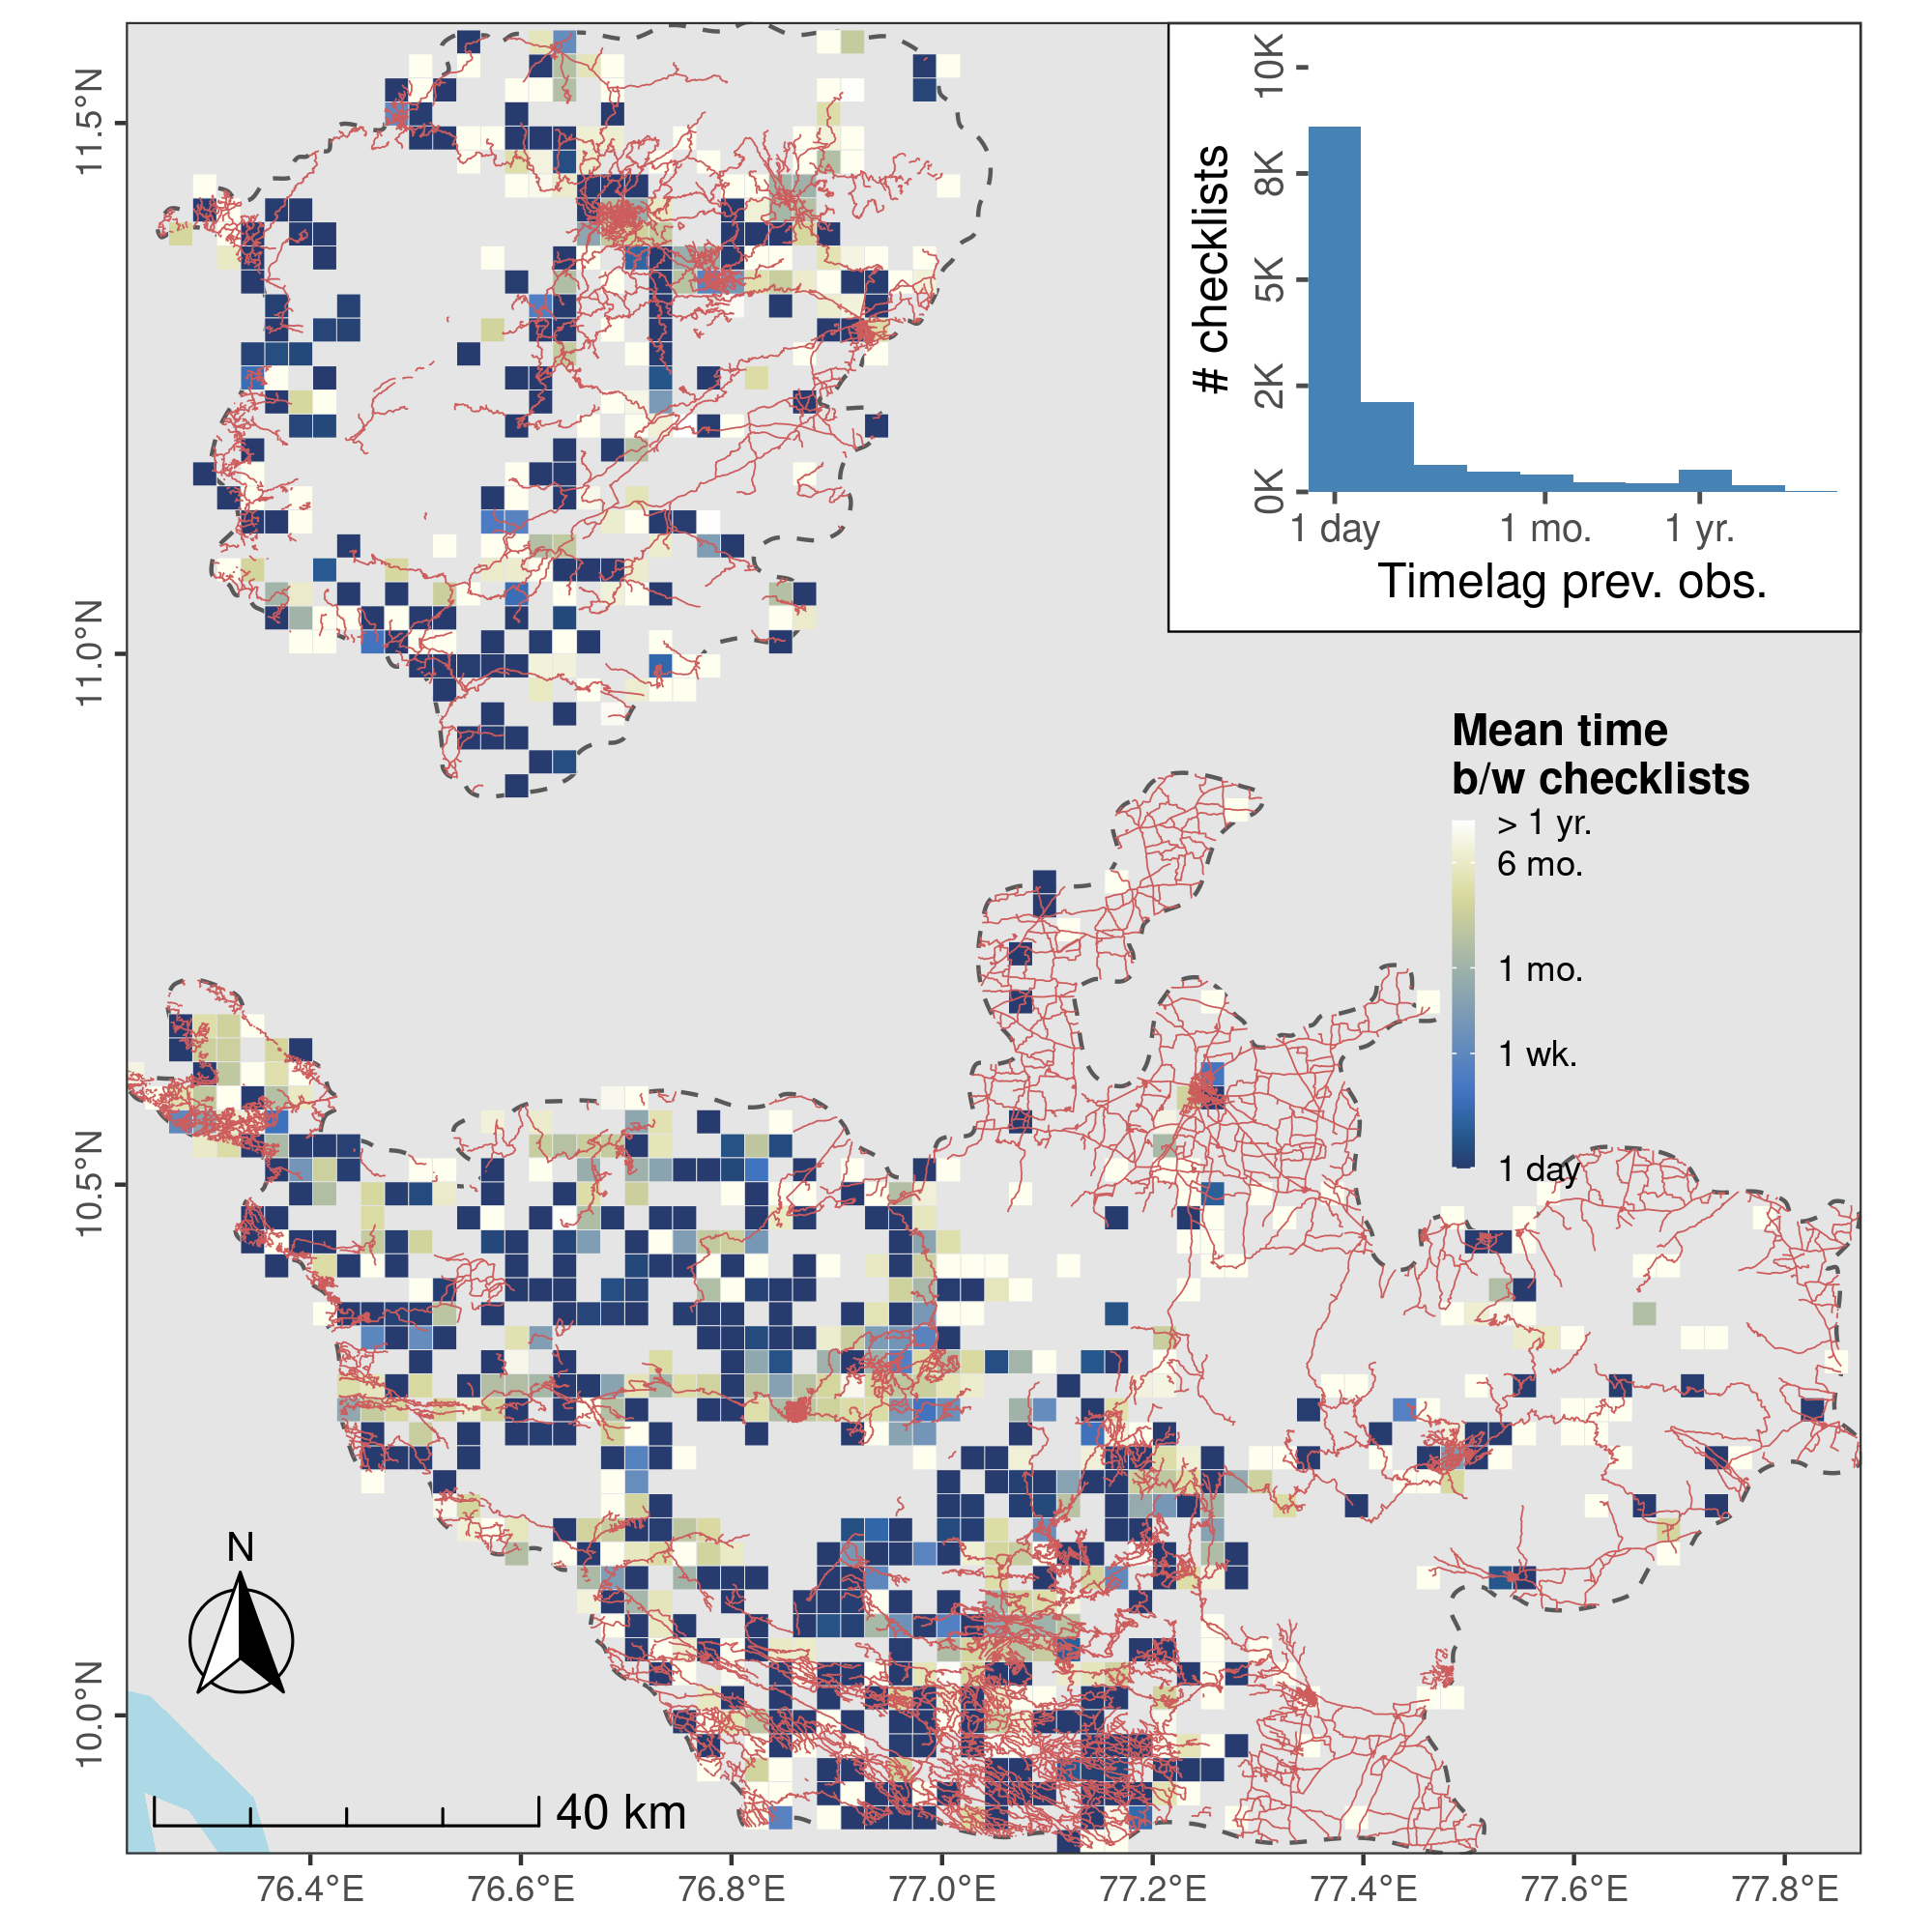 11.5°N
11.0°N
10.5°N
10.0°N
76.4°E
76.6°E
76.8°E
77.0°E
77.2°E
77.4°E
77.6°E
77.8°E
# checklists
10K
8K
5K
2K
0K
1 day
1 mo.
1 yr.
Timelag prev. obs.
Mean time
b/w checklists
> 1 yr.
6 mo.
1 mo.
1 wk.
1 day
N
40 km